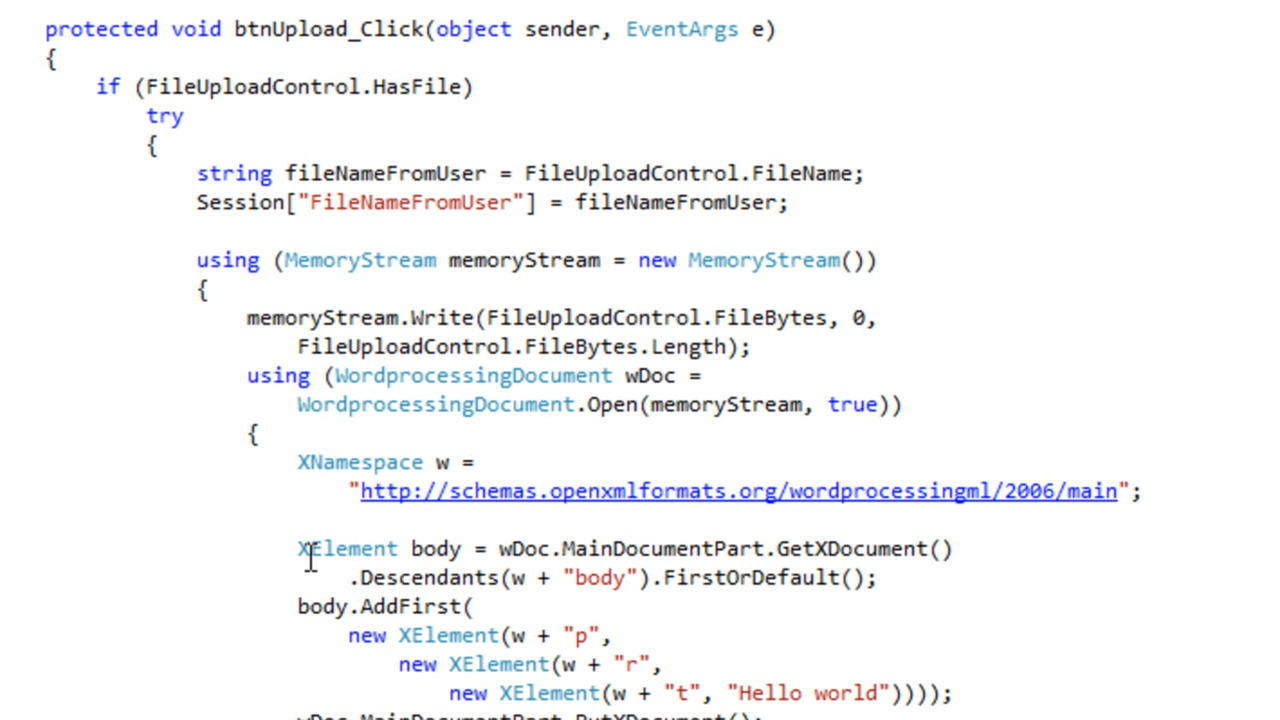 protected void btnUpload_Click(object sender, EventArgs e)
{
if (FileUploadControl.HasFile)
try
{
string fileNameFromUser = FileUploadControl.FileName;
Session["FileNameFromUser"] = fileNameFromUser;
using (MemoryStream memoryStream = new MemoryStream())
{
memoryStream.Write(FileUploadControl.FileBytes, 0,
FileUploadControl.FileBytes.Length);
using (WordprocessingDocument wDoc =
WordprocessingDocument.Open(memoryStream, true))
{
XNamespace w =
"http://schemas.openxmlformats.org/wordprocessingml/2006/main";
XElement body = wDoc.MainDocumentPart.GetXDocument()
.Descendants(w + "body").FirstOrDefault();
body.AddFirst(
new XElement(w + "p",
new XElement(w + "r",
new XElement(w + "t", "Hello world"))));
wDoc.MainDocumentPart.PutXDocument();